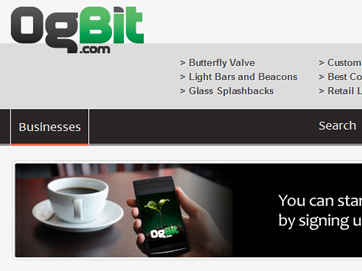 OgBit
.com
> Butterfly Valve
> Custom
> Light Bars and Beacons
> Best Co
> Glass Splashbacks
> Retail L
Businesses
Search
You can star
by signing u
OgBit